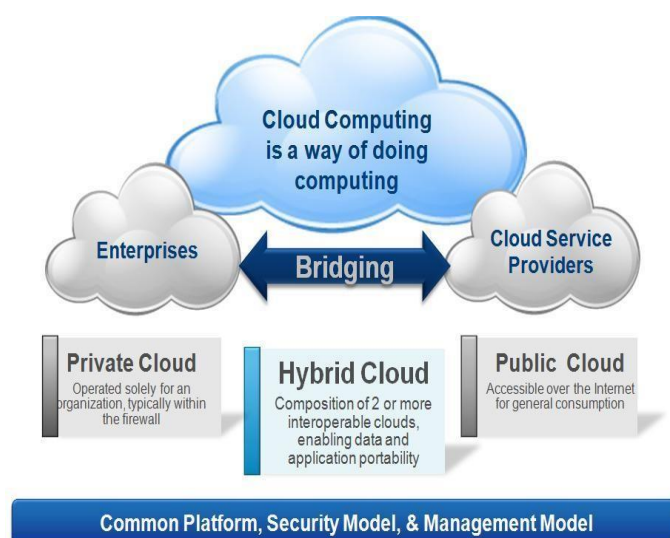 Cloud Computing
is a way of doing
computing
Enterprises
Bridging
Cloud Service
Providers
Private Cloud
Operated solely for an
organization, typically within
the firewall
Hybrid Cloud
Composition of 2 or more
interoperable clouds,
enabling data and
application portability
Public Cloud
Accessible over the Internet
for general consumption
Common Platform, Security Model, & Management Model